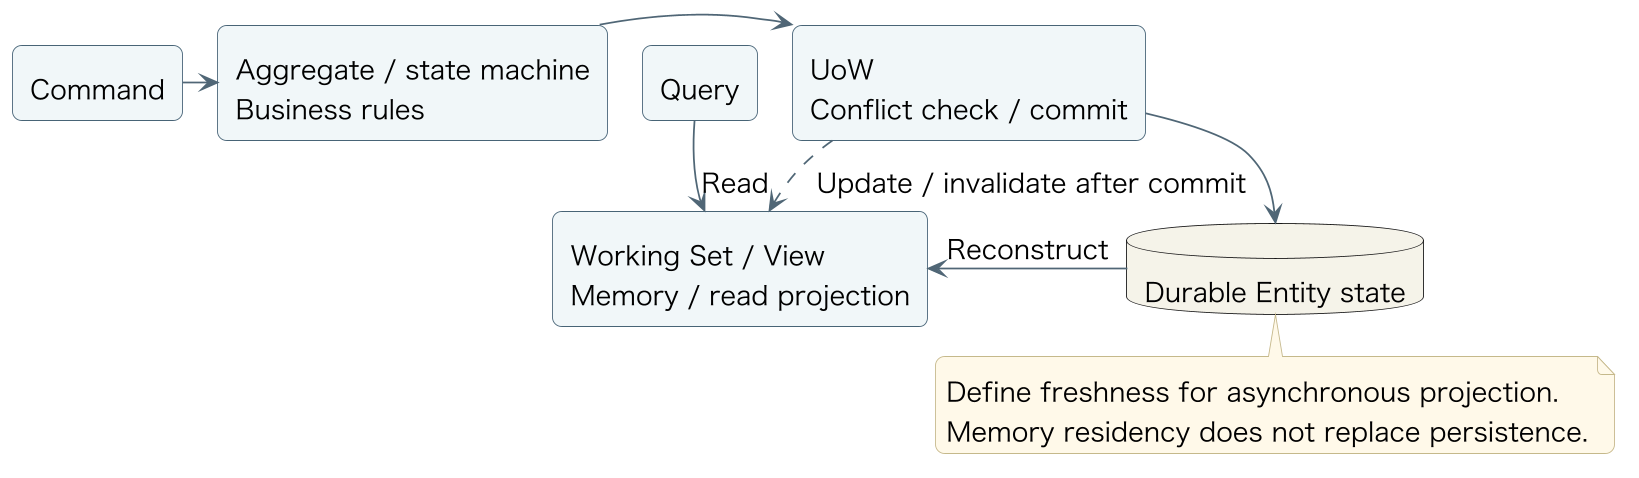 Command
Aggregate / state machine
Business rules
Query
UoW
Conflict check / commit
Read
Update / invalidate after commit
Working Set / View
Memory / read projection
Reconstruct
Durable Entity state
Define freshness for asynchronous projection.
Memory residency does not replace persistence.